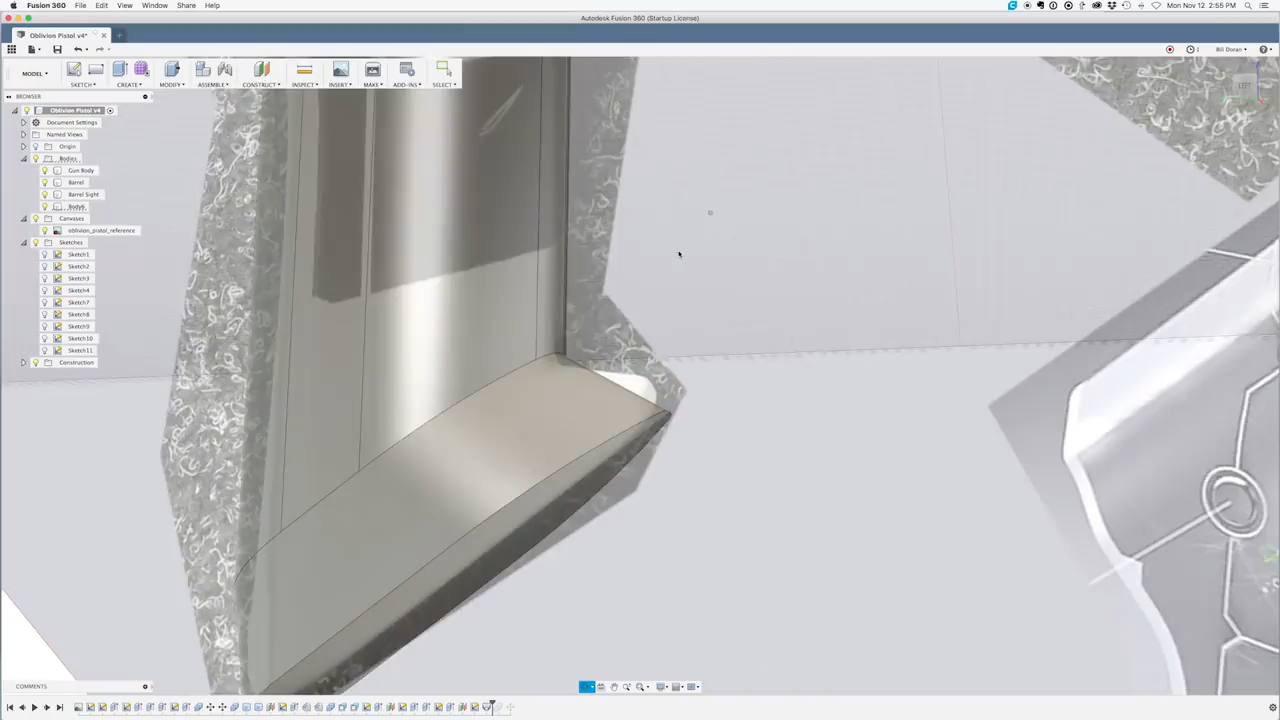 Fusion 360 File Edit View Window Share Help Mon Nov 12 2:55 PM
Autodesk Fusion 360 (Startup License)
Oblivion Pistol v4*
Bill Doran
MODEL SKETCH CREATE MODIFY ASSEMBLE CONSTRUCT INSPECT INSERT MAKE ADD-INS SELECT
LEFT
BROWSER
Oblivion Pistol v4
Document Settings
Named Views
Origin
Bodies
Gun Body
Barrel
Barrel Sight
Body6
Canvases
oblivion_pistol_reference
Sketches
Sketch1
Sketch2
Sketch3
Sketch4
Sketch7
Sketch8
Sketch9
Sketch10
Sketch11
Construction
COMMENTS